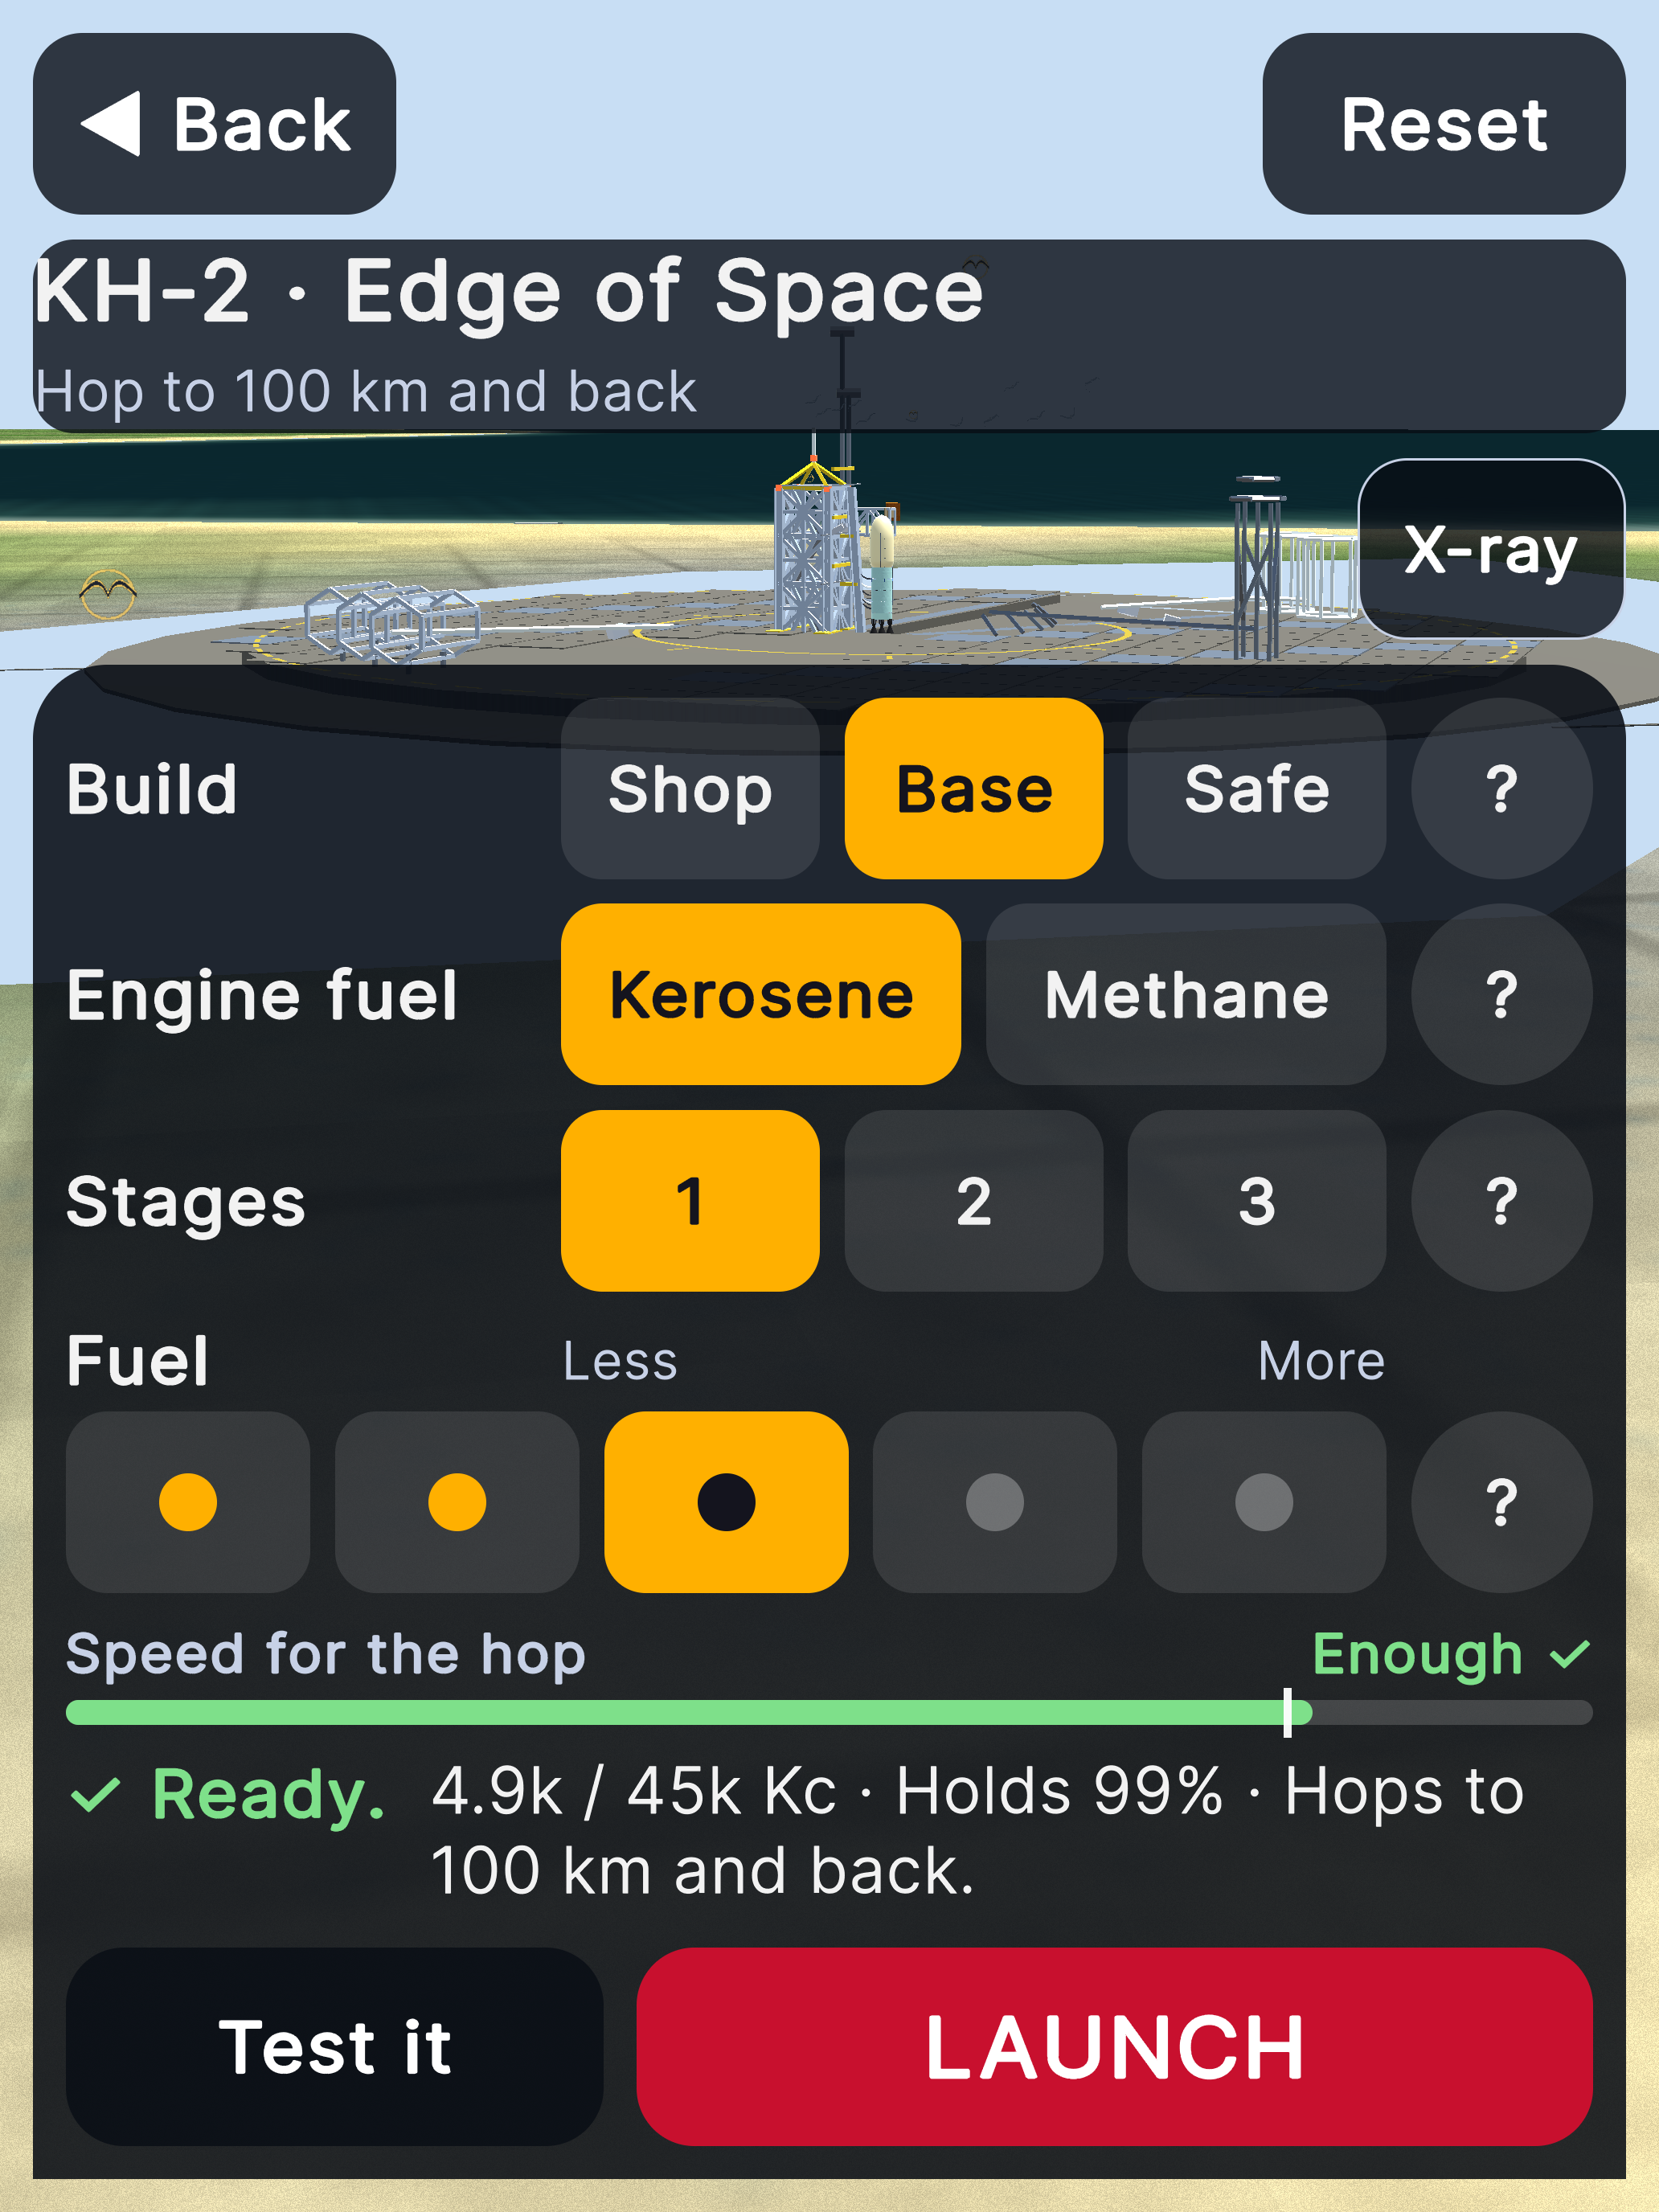 ◀ Back
Reset
KH-2 · Edge of Space
Hop to 100 km and back
X-ray
Build
Shop
Base
Safe
?
Engine fuel
Kerosene
Methane
?
Stages
1
2
3
?
Fuel
Less
More
?
Speed for the hop
Enough ✓
✓ Ready.
4.9k / 45k Kc · Holds 99% · Hops to
100 km and back.
Test it
LAUNCH